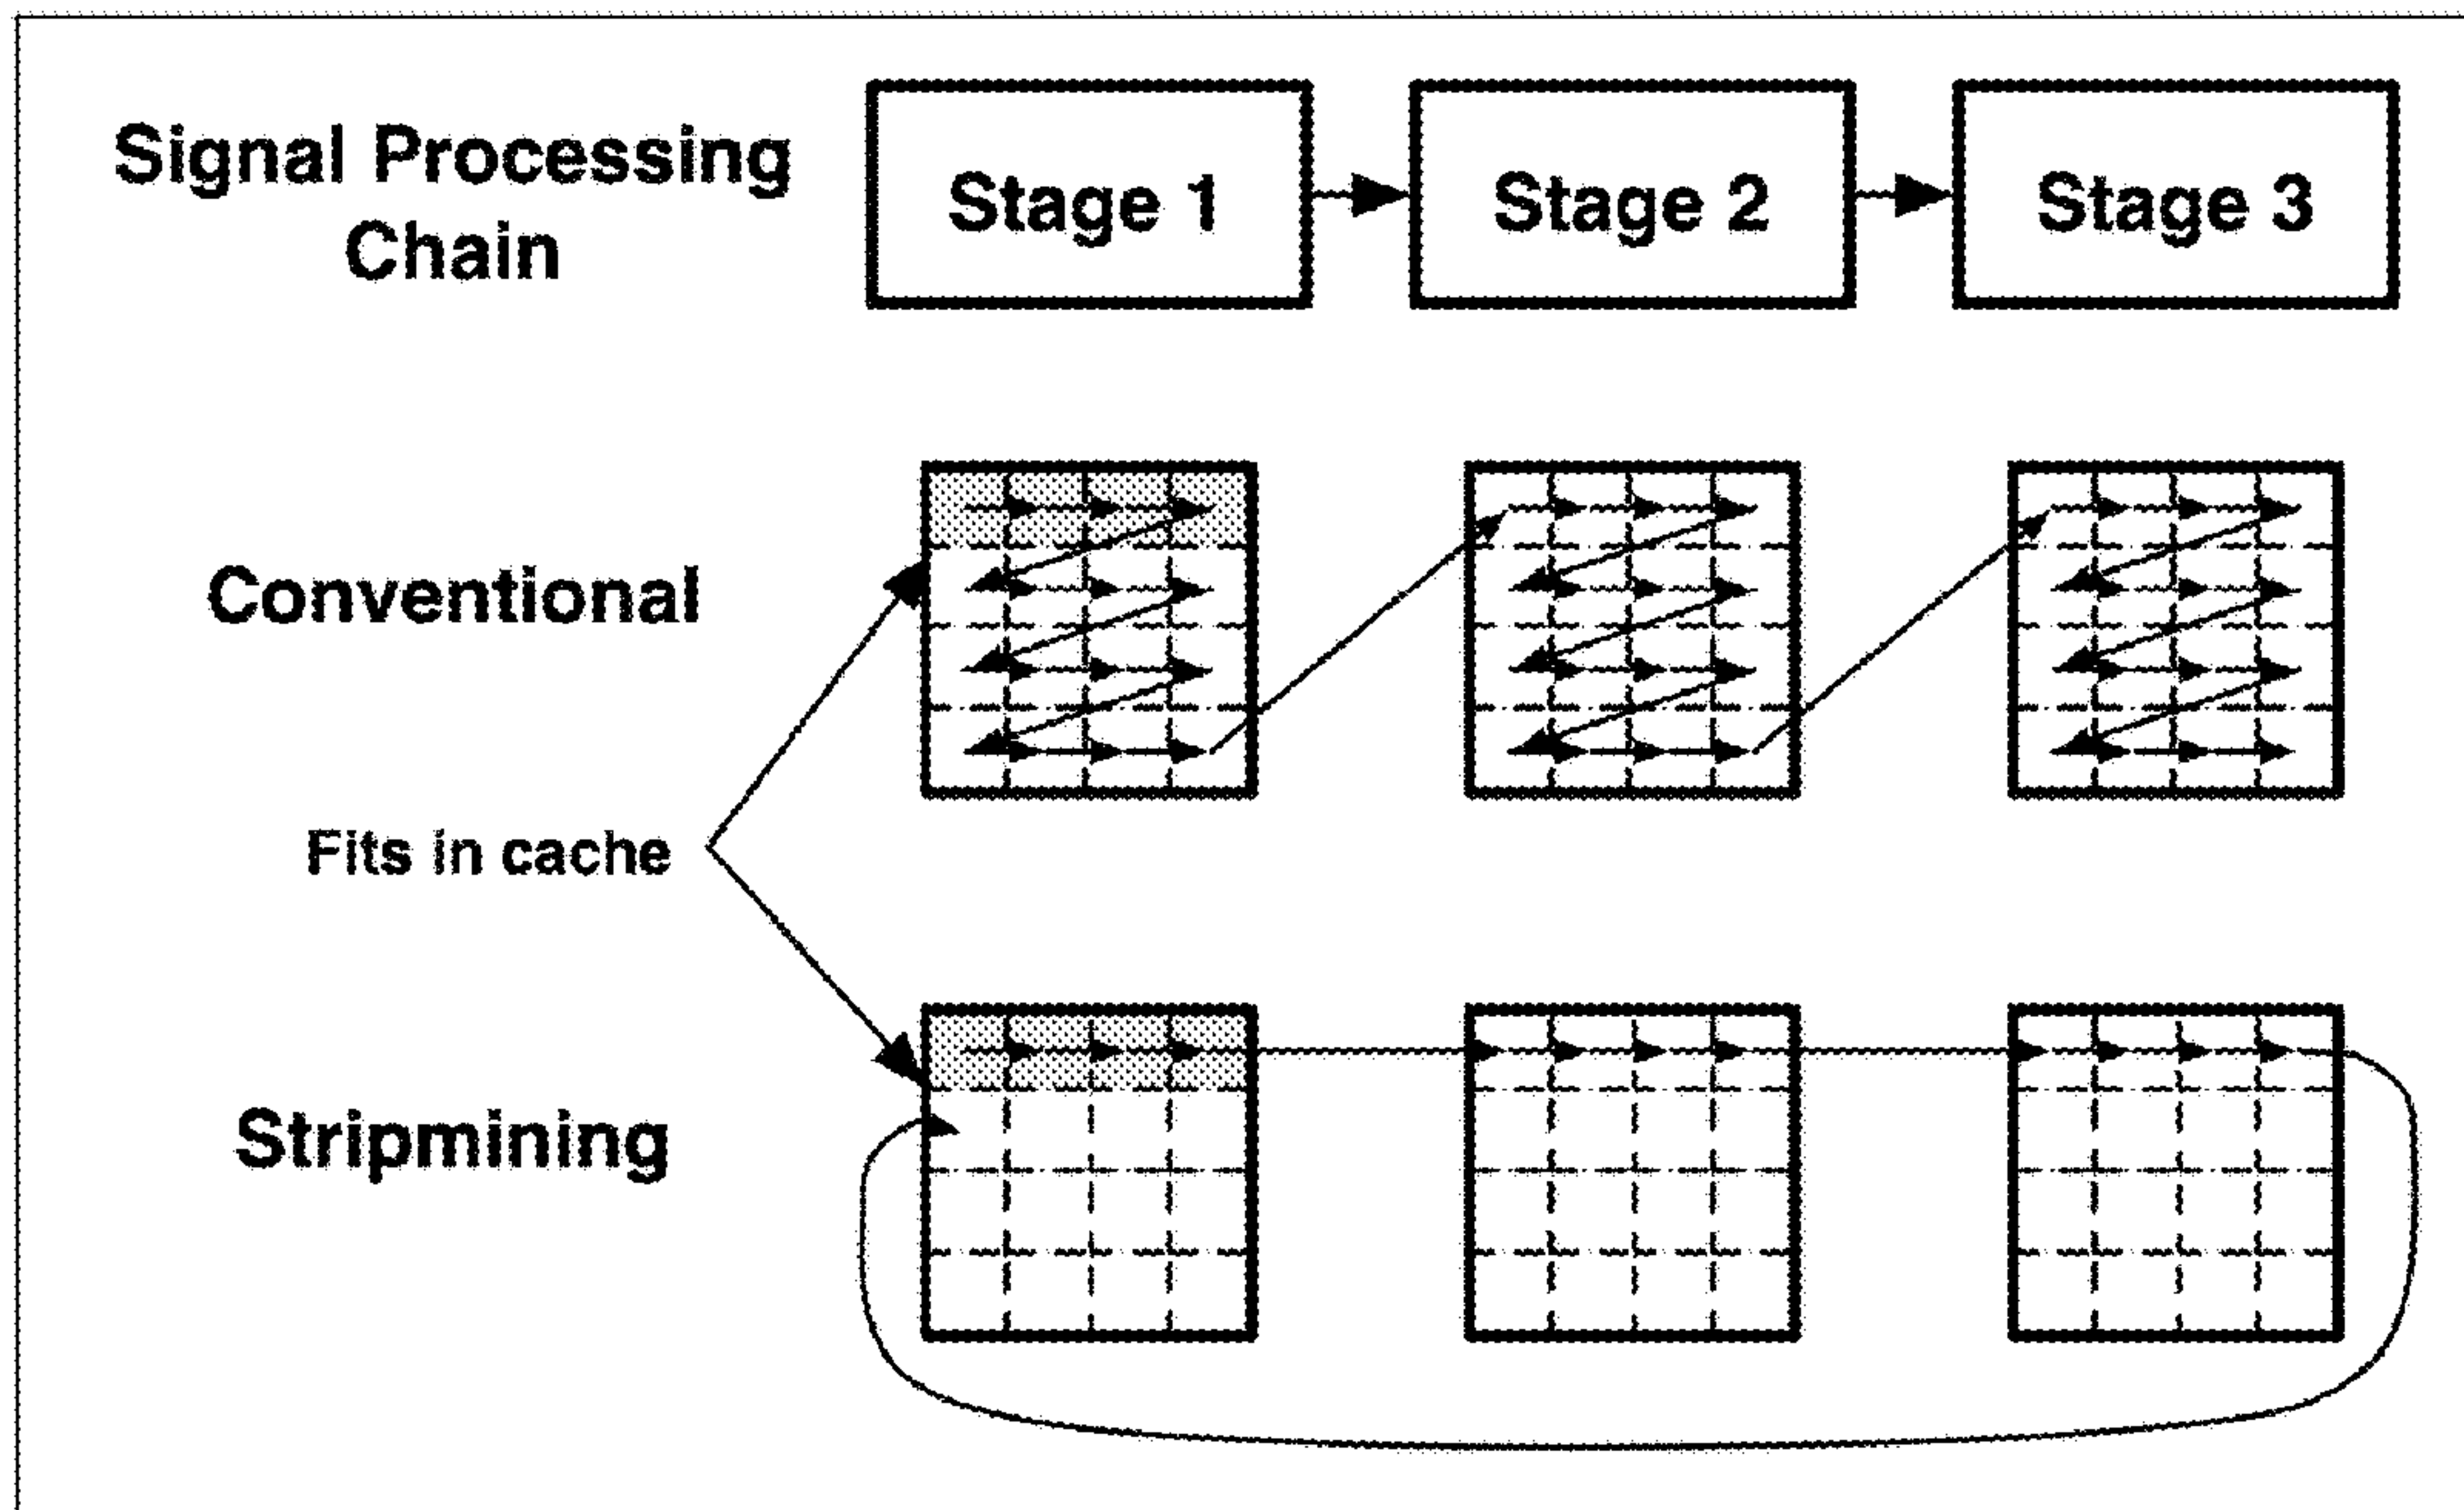 Signal Processing
Chain
Stage 1
Stage 2
Stage 3
Conventional
Fits in cache
Stripmining